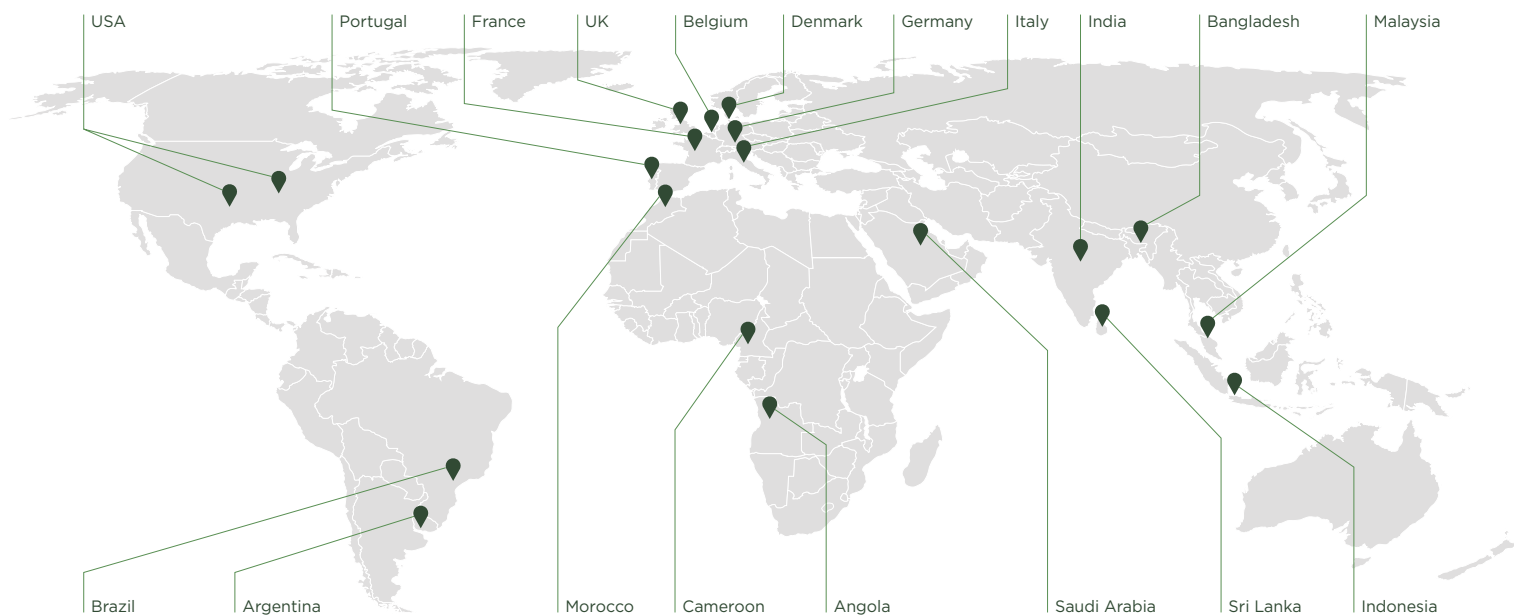 USA
Portugal
France
UK
Belgium
Denmark
Germany
Italy
India
Bangladesh
Malaysia
Brazil
Argentina
Morocco
Cameroon
Angola
Saudi Arabia
Sri Lanka
Indonesia